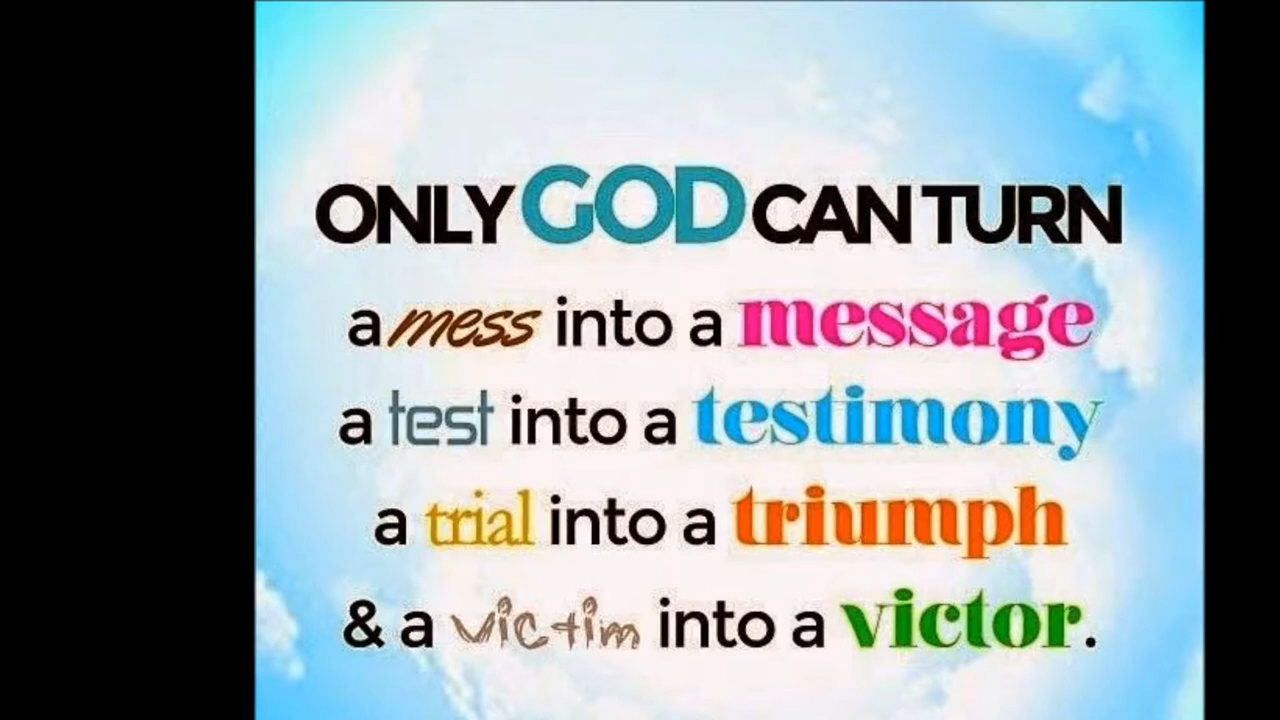 ONLY GOD CAN TURN
a mess into a message
a test into a testimony
a trial into a triumph
& a victim into a victor.